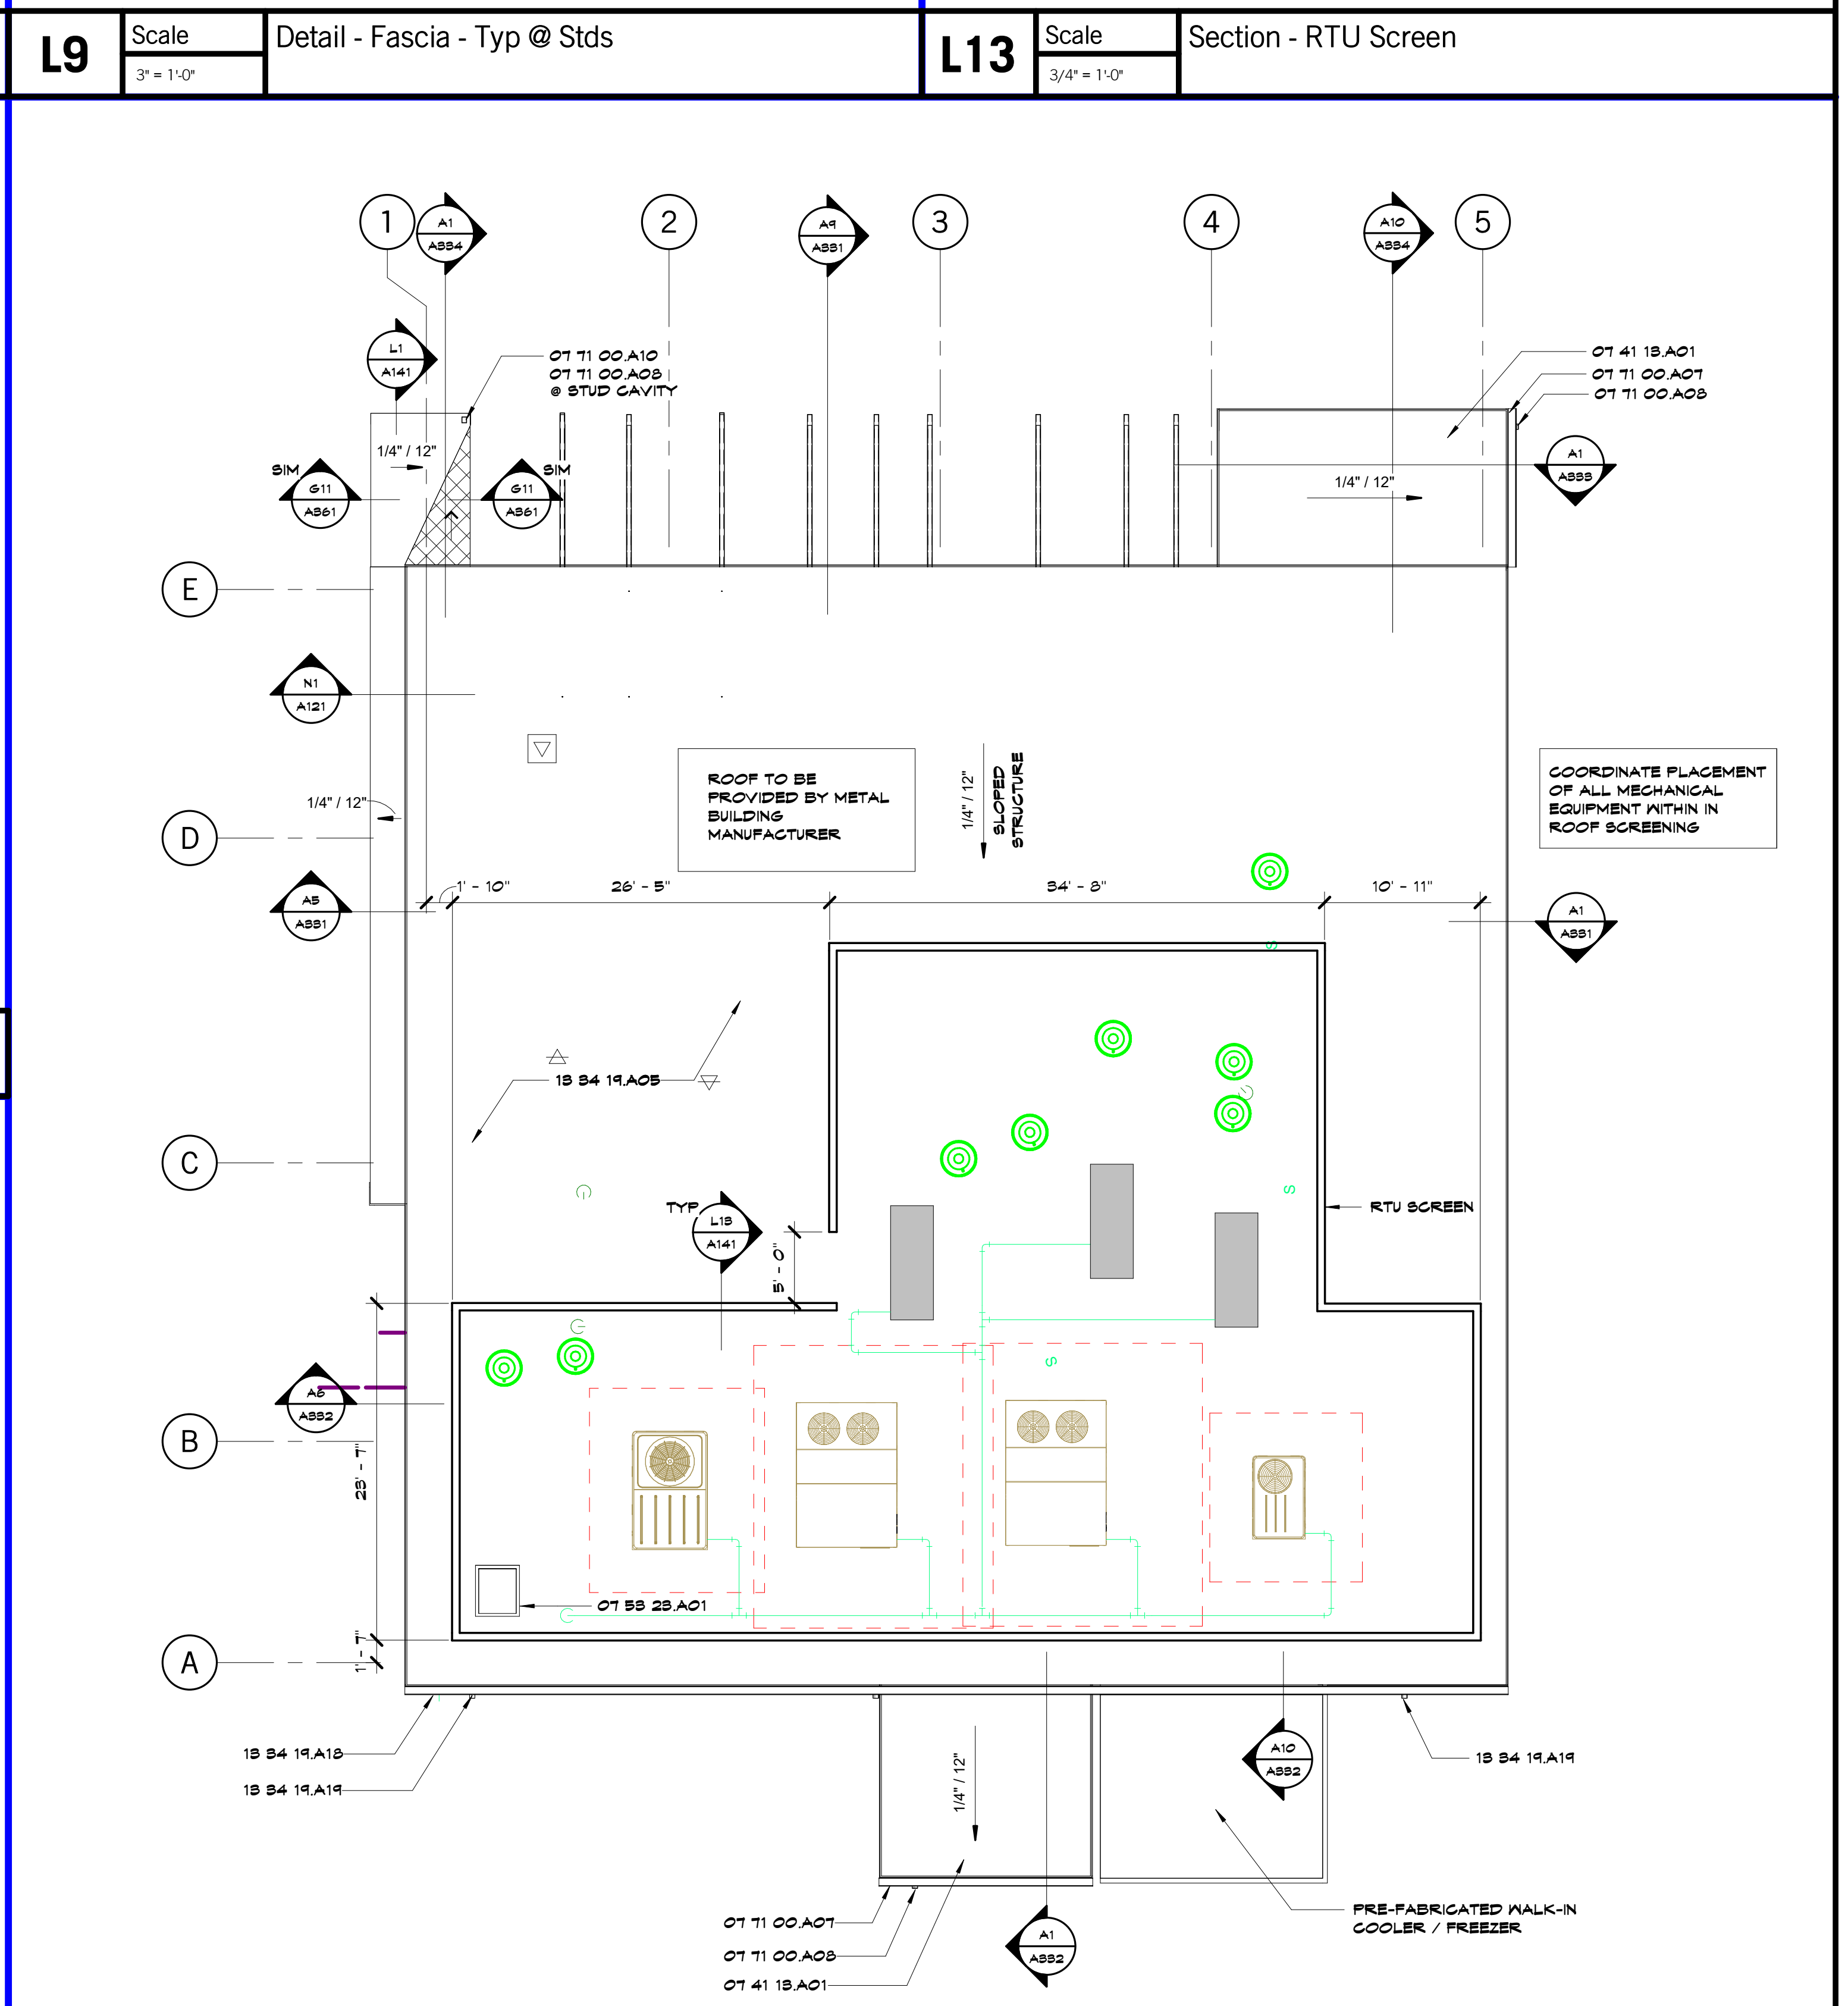 L9
Scale
3" = 1'-0"
Detail - Fascia - Typ @ Stds
L13
Scale
3/4" = 1'-0"
Section - RTU Screen
1
A1
A334
2
A9
A331
3
4
A10
A334
5
L1
A141
07 71 00.A10
07 71 00.A08
@ STUD CAVITY
07 41 13.A01
07 71 00.A07
07 71 00.A08
1/4" / 12"
SIM
G11
A361
SIM
G11
A361
1/4" / 12"
A1
A333
E
N1
A121
ROOF TO BE
PROVIDED BY METAL
BUILDING
MANUFACTURER
1/4" / 12"
SLOPED
STRUCTURE
COORDINATE PLACEMENT
OF ALL MECHANICAL
EQUIPMENT WITHIN IN
ROOF SCREENING
1/4" / 12"
D
A5
A331
1' - 10"
26' - 5"
34' - 8"
10' - 11"
A1
A331
S
13 34 19.A05
C
TYP
L13
A141
5' - 0"
S
RTU SCREEN
S
A6
A332
B
23' - 7"
07 53 23.A01
1' - 7"
A
13 34 19.A18
13 34 19.A19
1/4" / 12"
A10
A332
13 34 19.A19
07 71 00.A07
07 71 00.A08
07 41 13.A01
A1
A332
PRE-FABRICATED WALK-IN
COOLER / FREEZER